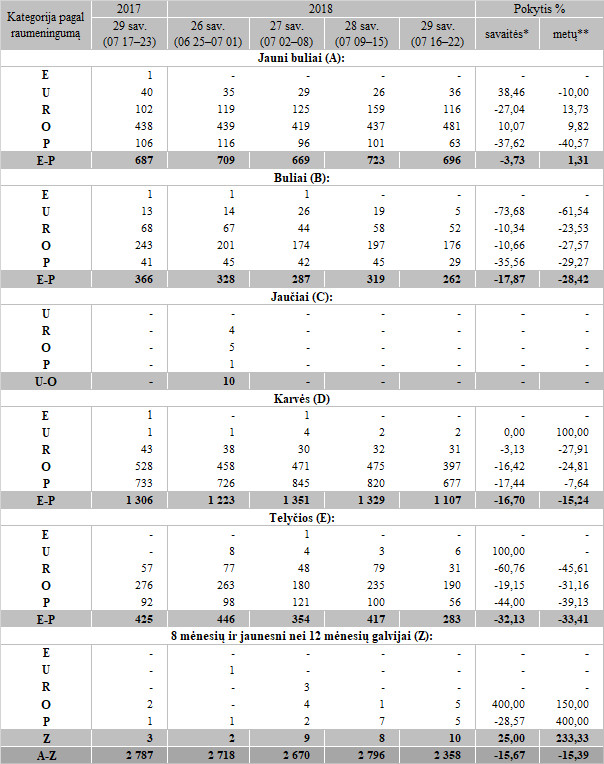 Kategorija pagal raumeningumą 2017 2018 Pokytis %
29 sav. (07 17–23) 26 sav. (06 25–07 01) 27 sav. (07 02–08) 28 sav. (07 09–15) 29 sav. (07 16–22) savaitės* metų**
Jauni buliai (A):
E 1 - - - - - -
U 40 35 29 26 36 38,46 -10,00
R 102 119 125 159 116 -27,04 13,73
O 438 439 419 437 481 10,07 9,82
P 106 116 96 101 63 -37,62 -40,57
E-P 687 709 669 723 696 -3,73 1,31
Buliai (B):
E 1 1 1 - - - -
U 13 14 26 19 5 -73,68 -61,54
R 68 67 44 58 52 -10,34 -23,53
O 243 201 174 197 176 -10,66 -27,57
P 41 45 42 45 29 -35,56 -29,27
E-P 366 328 287 319 262 -17,87 -28,42
Jaučiai (C):
U - - - - - - -
R - 4 - - - - -
O - 5 - - - - -
P - 1 - - - - -
U-O - 10 - - - - -
Karvės (D)
E 1 - 1 - - - -
U 1 1 4 2 2 0,00 100,00
R 43 38 30 32 31 -3,13 -27,91
O 528 458 471 475 397 -16,42 -24,81
P 733 726 845 820 677 -17,44 -7,64
E-P 1 306 1 223 1 351 1 329 1 107 -16,70 -15,24
Telyčios (E):
E - - 1 - - - -
U - 8 4 3 6 100,00 -
R 57 77 48 79 31 -60,76 -45,61
O 276 263 180 235 190 -19,15 -31,16
P 92 98 121 100 56 -44,00 -39,13
E-P 425 446 354 417 283 -32,13 -33,41
8 mėnesių ir jaunesni nei 12 mėnesių galvijai (Z):
E - - - - - - -
U - 1 - - - - -
R - - 3 - - - -
O 2 - 4 1 5 400,00 150,00
P 1 1 2 7 5 -28,57 400,00
Z 3 2 9 8 10 25,00 233,33
A-Z 2 787 2 718 2 670 2 796 2 358 -15,67 -15,39